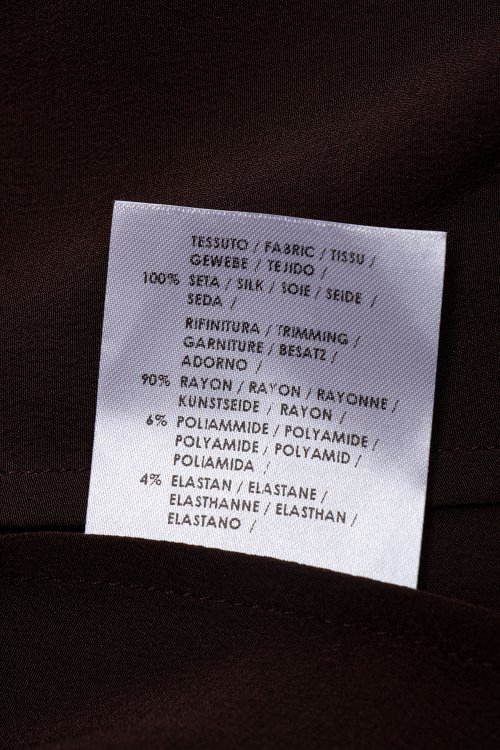 TESSUTO / FABRIC / TISSU /
GEWEBE / TEJIDO /
100% SETA / SILK / SOIE / SEIDE /
SEDA /
RIFINITURA / TRIMMING /
GARNITURE / BESATZ /
ADORNO /
90% RAYON / RAYON / RAYONNE /
KUNSTSEIDE / RAYON /
6% POLIAMMIDE / POLYAMIDE /
POLYAMIDE / POLYAMID /
POLIAMIDA /
4% ELASTAN / ELASTANE /
ELASTHANNE / ELASTHAN /
ELASTANO /